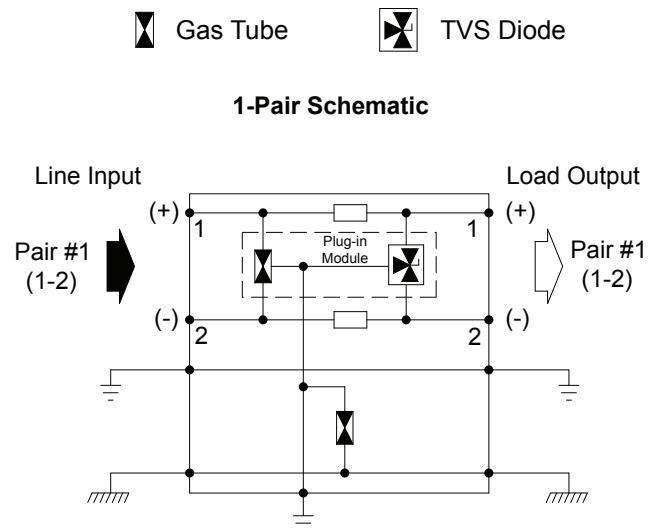 Gas Tube
TVS Diode
1-Pair Schematic
Line Input
Load Output
(+)
1
1
(+)
Plug-in
Module
Pair #1
(1-2)
Pair #1
(1-2)
(-)
2
2
(-)